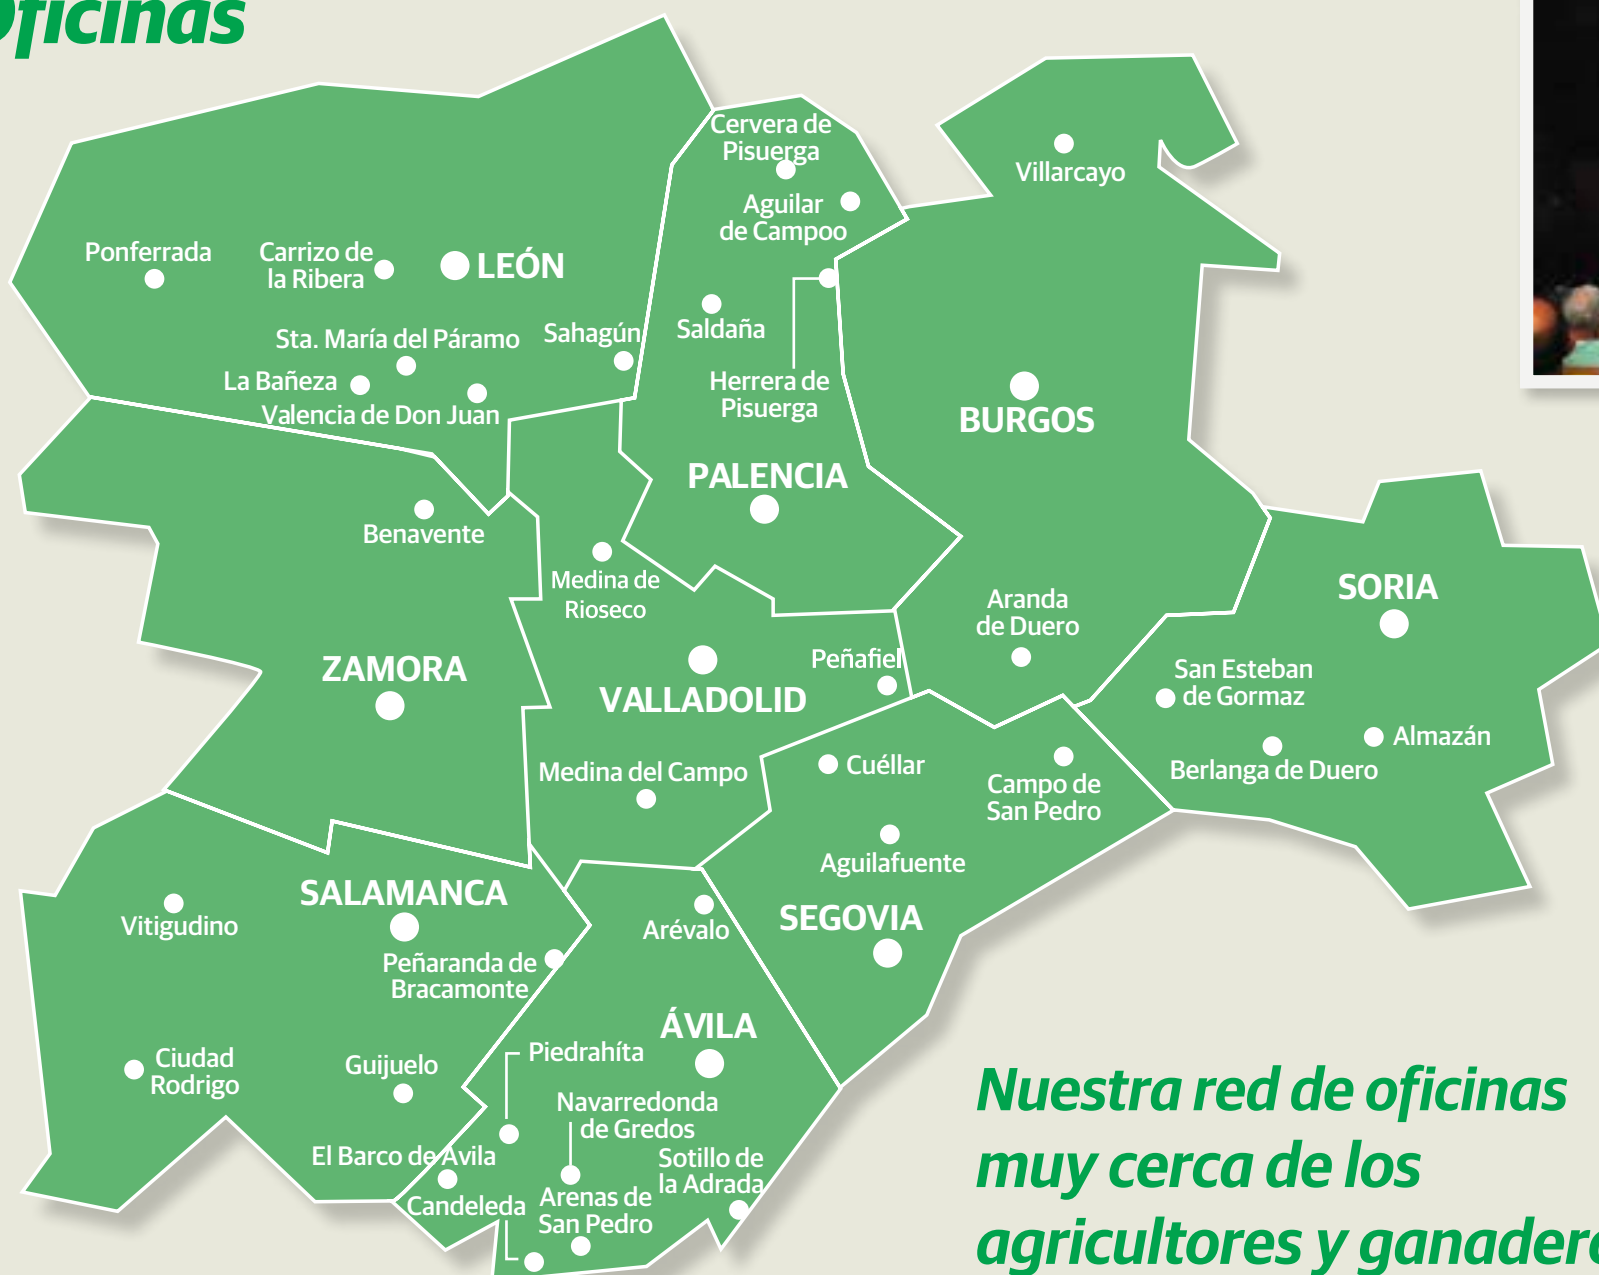 Oficinas
Cervera de
Pisuerga
Villarcayo
Aguilar
de Campoo
Ponferrada
Carrizo de
la Ribera
LEÓN
Saldaña
Sta. María del Páramo
Sahagún
La Bañeza
Valencia de Don Juan
Herrera de
Pisuerga
BURGOS
PALENCIA
Benavente
Medina de
Rioseco
SORIA
Aranda
de Duero
ZAMORA
VALLADOLID
Peñafiel
San Esteban
de Gormaz
Almazán
Berlanga de Duero
Medina del Campo
Cuéllar
Campo de
San Pedro
Aguilafuente
SALAMANCA
Vitigudino
Arévalo
SEGOVIA
Peñaranda de
Bracamonte
ÁVILA
Ciudad
Rodrigo
Guijuelo
Piedrahíta
Navarredonda
de Gredos
El Barco de Avila
Sotillo de
la Adrada
Candeleda
Arenas de
San Pedro
Nuestra red de oficinas
muy cerca de los
agricultores y ganadero